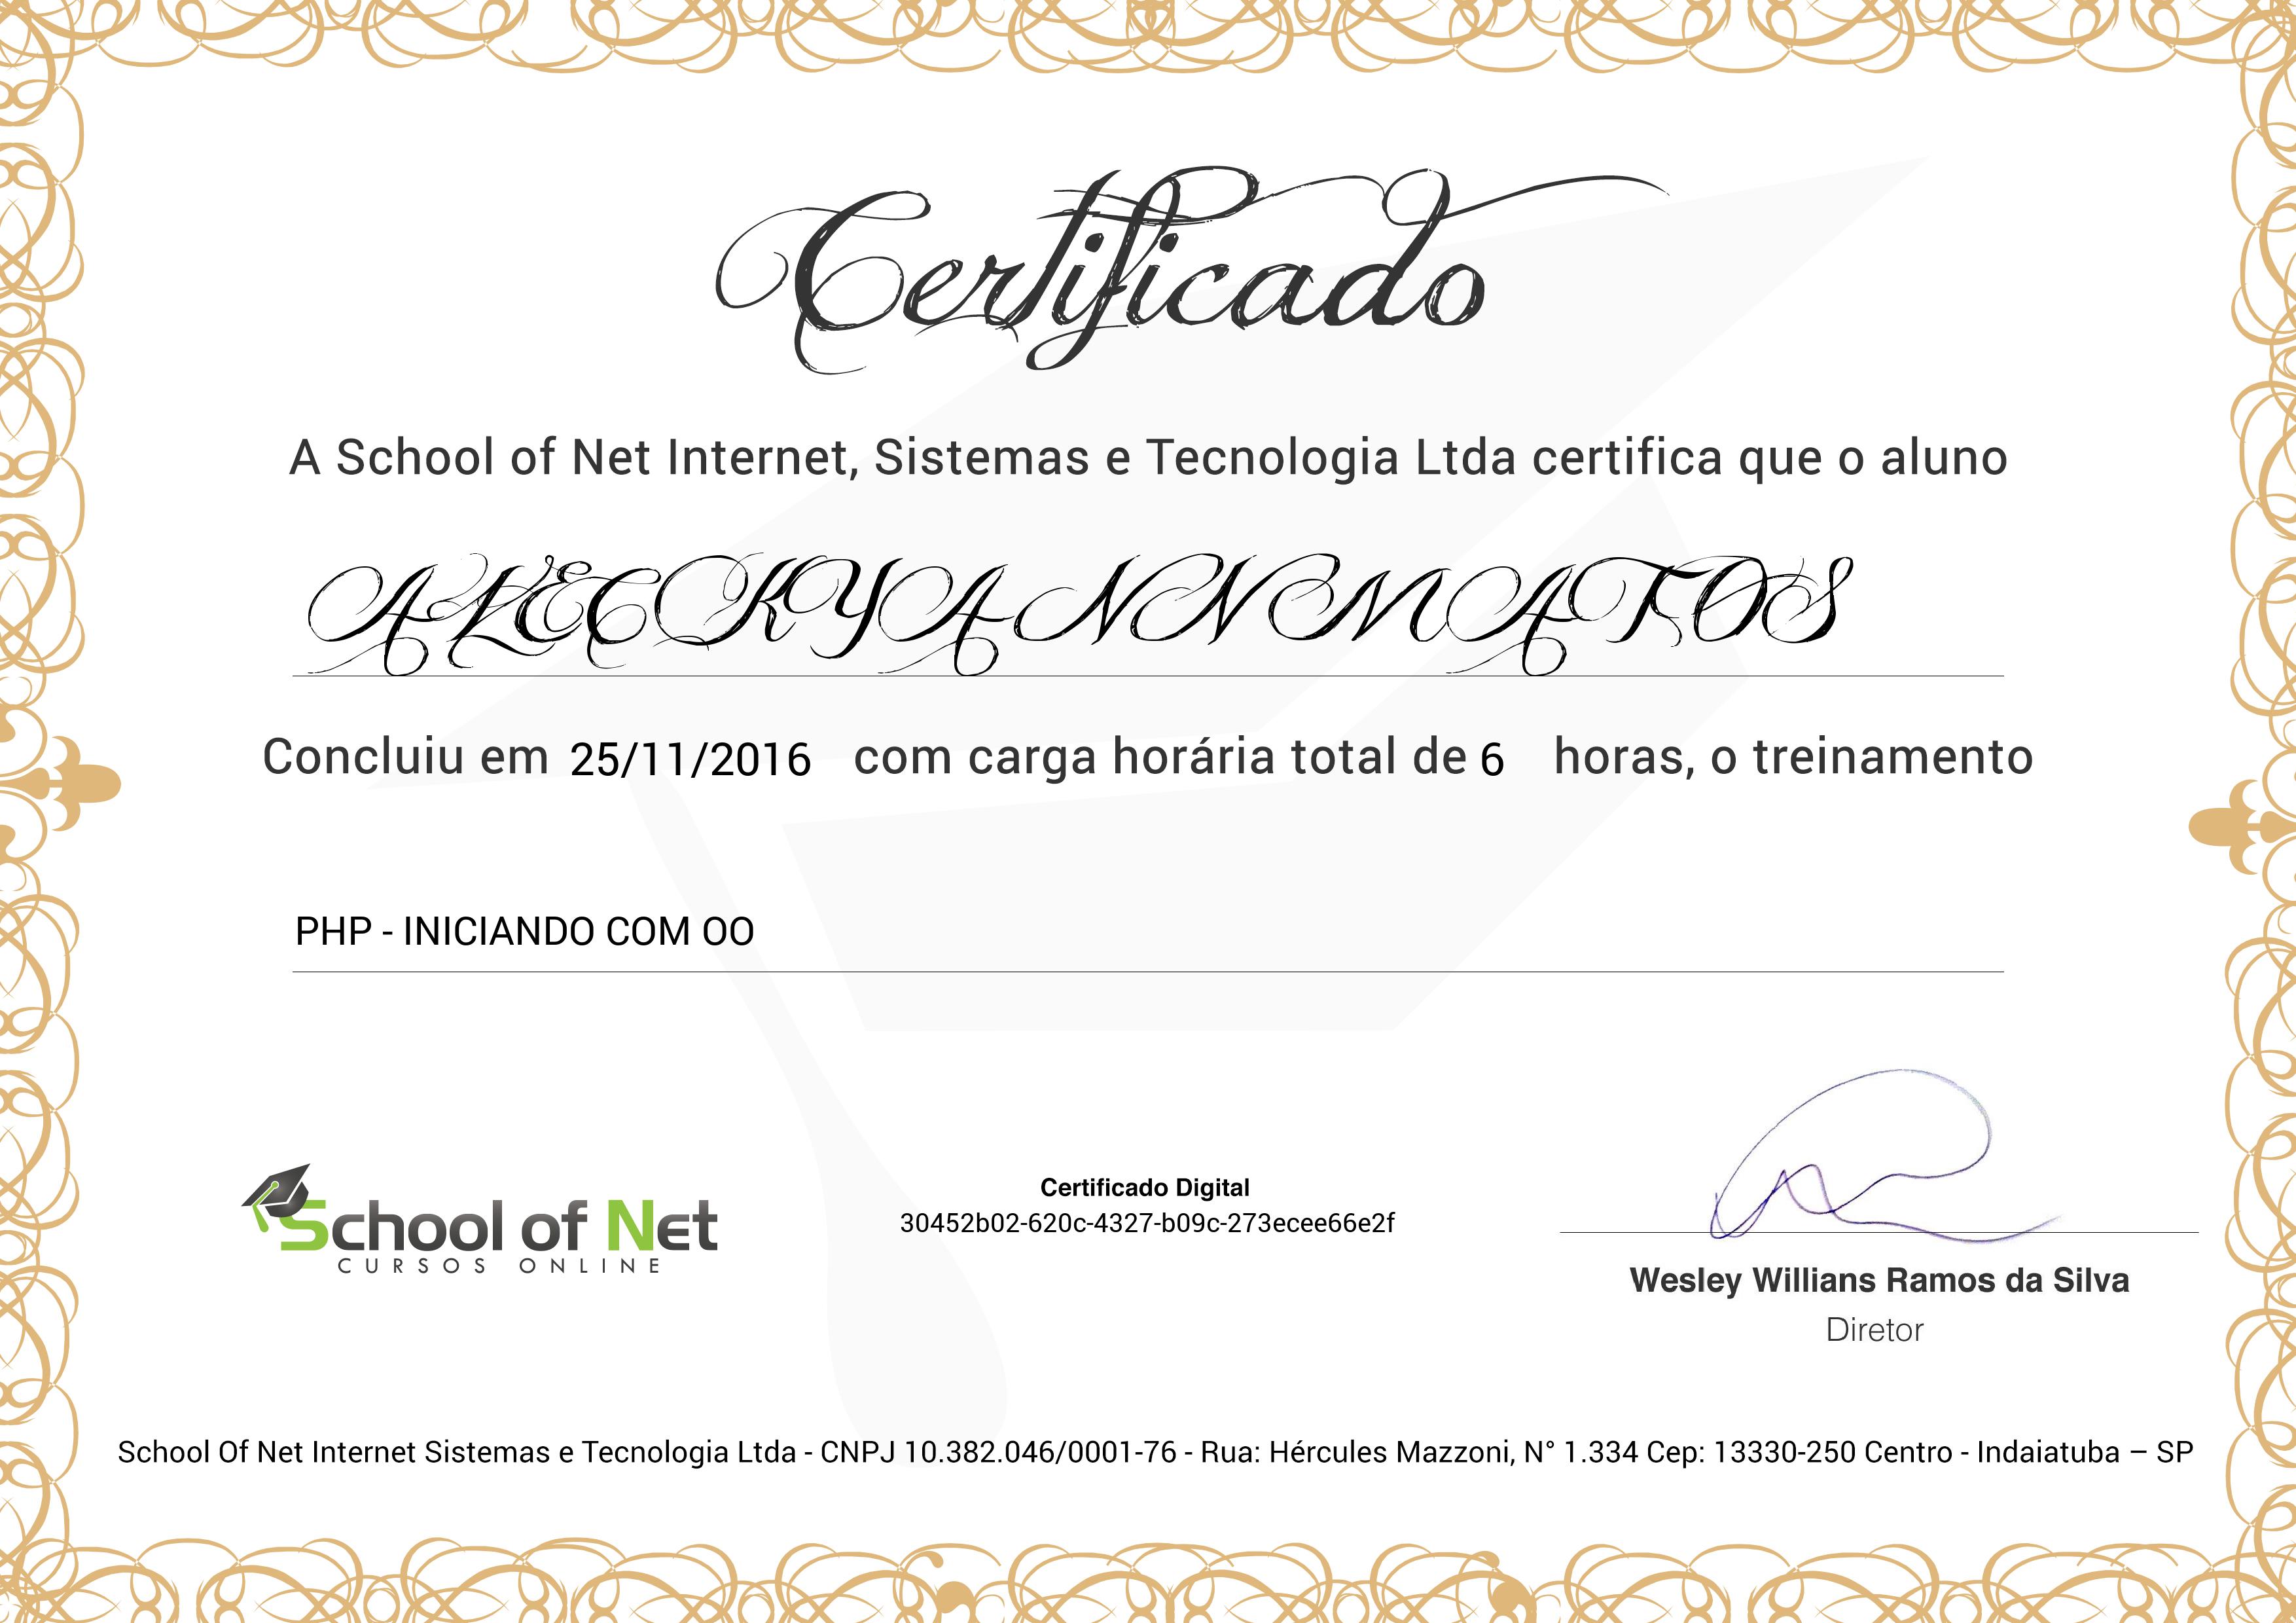 Certificado
A School of Net Internet, Sistemas e Tecnologia Ltda certifica que o aluno
ALECKYANN MATOS
Concluiu em 25/11/2016 com carga horária total de 6 horas, o treinamento
PHP - INICIANDO COM OO
School of Net
CURSOS ONLINE
Certificado Digital
30452b02-620c-4327-b09c-273ecee66e2f
Wesley Willians Ramos da Silva
Diretor
School Of Net Internet Sistemas e Tecnologia Ltda - CNPJ 10.382.046/0001-76 - Rua: Hércules Mazzoni, N° 1.334 Cep: 13330-250 Centro - Indaiatuba – SP